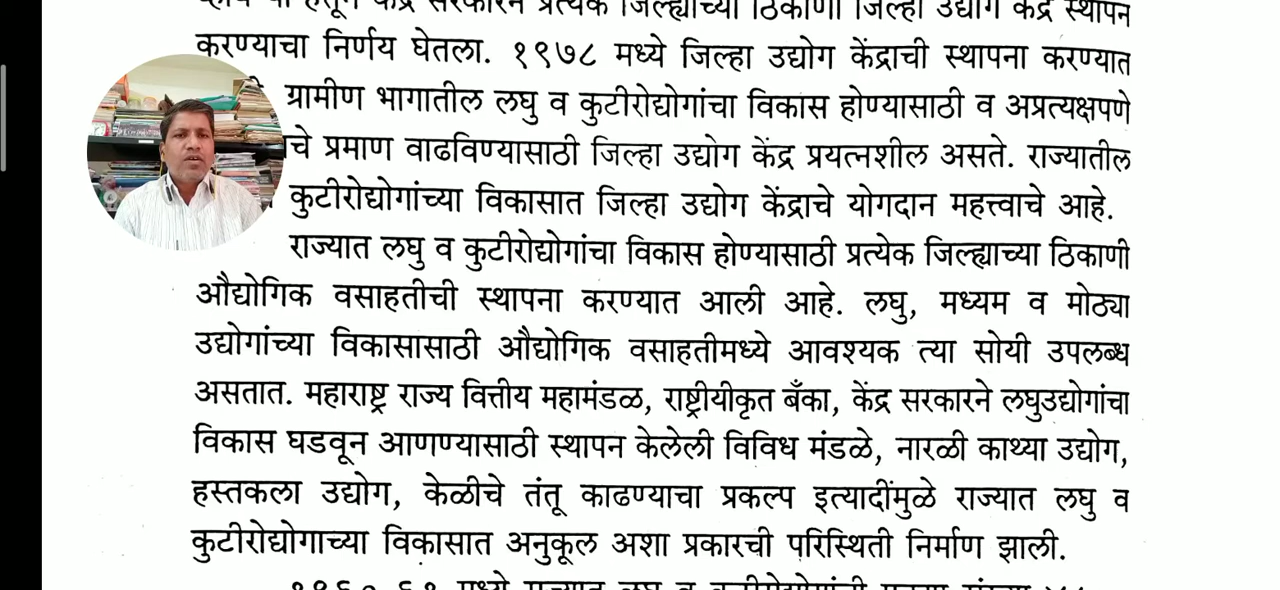 प्रत्येक जिल्ह्याच्या ठिकाणी जिल्हा उद्योग केंद्र स्थापन
करण्याचा निर्णय घेतला. १९७८ मध्ये जिल्हा उद्योग केंद्राची स्थापना करण्यात
ग्रामीण भागातील लघु व कुटीरोद्योगांचा विकास होण्यासाठी व अप्रत्यक्षपणे
प्रमाण वाढविण्यासाठी जिल्हा उद्योग केंद्र प्रयत्नशील असते. राज्यातील
कुटीरोद्योगांच्या विकासात जिल्हा उद्योग केंद्राचे योगदान महत्त्वाचे आहे.
राज्यात लघु व कुटीरोद्योगांचा विकास होण्यासाठी प्रत्येक जिल्ह्याच्या ठिकाणी
औद्योगिक वसाहतीची स्थापना करण्यात आली आहे. लघु, मध्यम व मोठ्या
उद्योगांच्या विकासासाठी औद्योगिक वसाहतीमध्ये आवश्यक त्या सोयी उपलब्ध
असतात. महाराष्ट्र राज्य वित्तीय महामंडळ, राष्ट्रीयीकृत बँका, केंद्र सरकारने लघुउद्योगांचा
विकास घडवून आणण्यासाठी स्थापन केलेली विविध मंडळे, नारळी काथ्या उद्योग,
हस्तकला उद्योग, केळीचे तंतू काढण्याचा प्रकल्प इत्यादींमुळे राज्यात लघु व
कुटीरोद्योगाच्या विकासात अनुकूल अशा प्रकारची परिस्थिती निर्माण झाली.